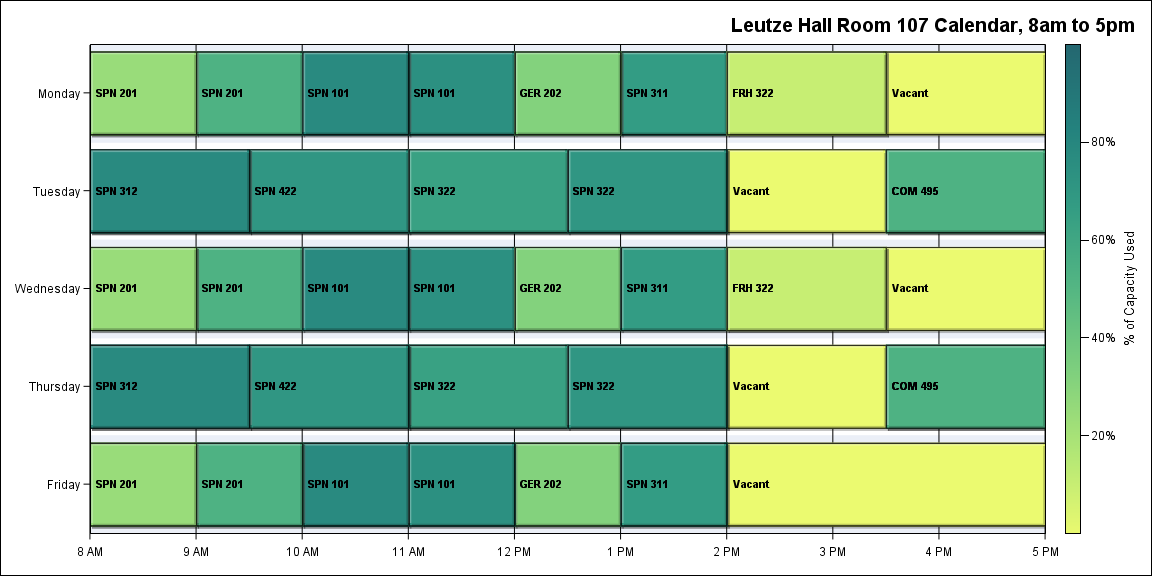 Leutze Hall Room 107 Calendar, 8am to 5pm
Monday
SPN 201
SPN 201
SPN 101
SPN 101
GER 202
SPN 311
FRH 322
Vacant
Tuesday
SPN 312
SPN 422
SPN 322
SPN 322
Vacant
COM 495
Wednesday
SPN 201
SPN 201
SPN 101
SPN 101
GER 202
SPN 311
FRH 322
Vacant
Thursday
SPN 312
SPN 422
SPN 322
SPN 322
Vacant
COM 495
Friday
SPN 201
SPN 201
SPN 101
SPN 101
GER 202
SPN 311
Vacant
8 AM
9 AM
10 AM
11 AM
12 PM
1 PM
2 PM
3 PM
4 PM
5 PM
80%
60%
40%
20%
% of Capacity Used